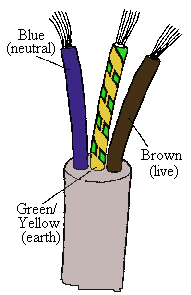 Blue
(neutral)
Brown
(live)
Green/
Yellow
(earth)